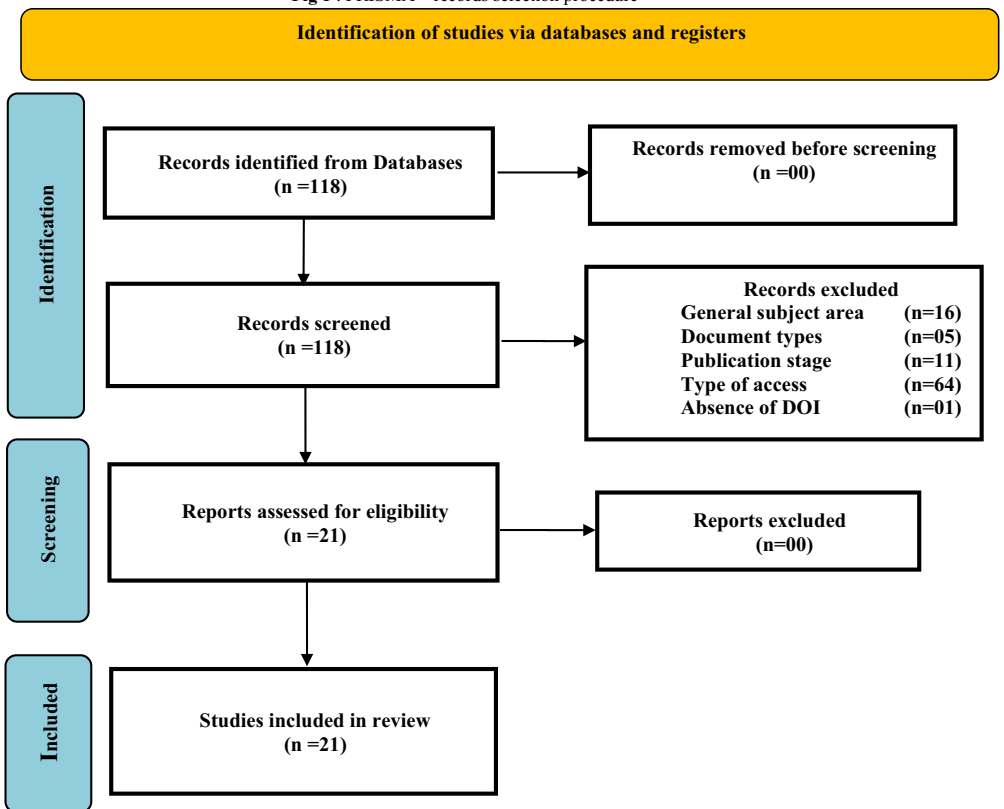 Identification of studies via databases and registers
Identification
Records identified from Databases
(n =118)
Records removed before screening
(n =00)
Records screened
(n =118)
Records excluded
General subject area (n=16)
Document types (n=05)
Publication stage (n=11)
Type of access (n=64)
Absence of DOI (n=01)
Screening
Reports assessed for eligibility
(n =21)
Reports excluded
(n=00)
Included
Studies included in review
(n =21)